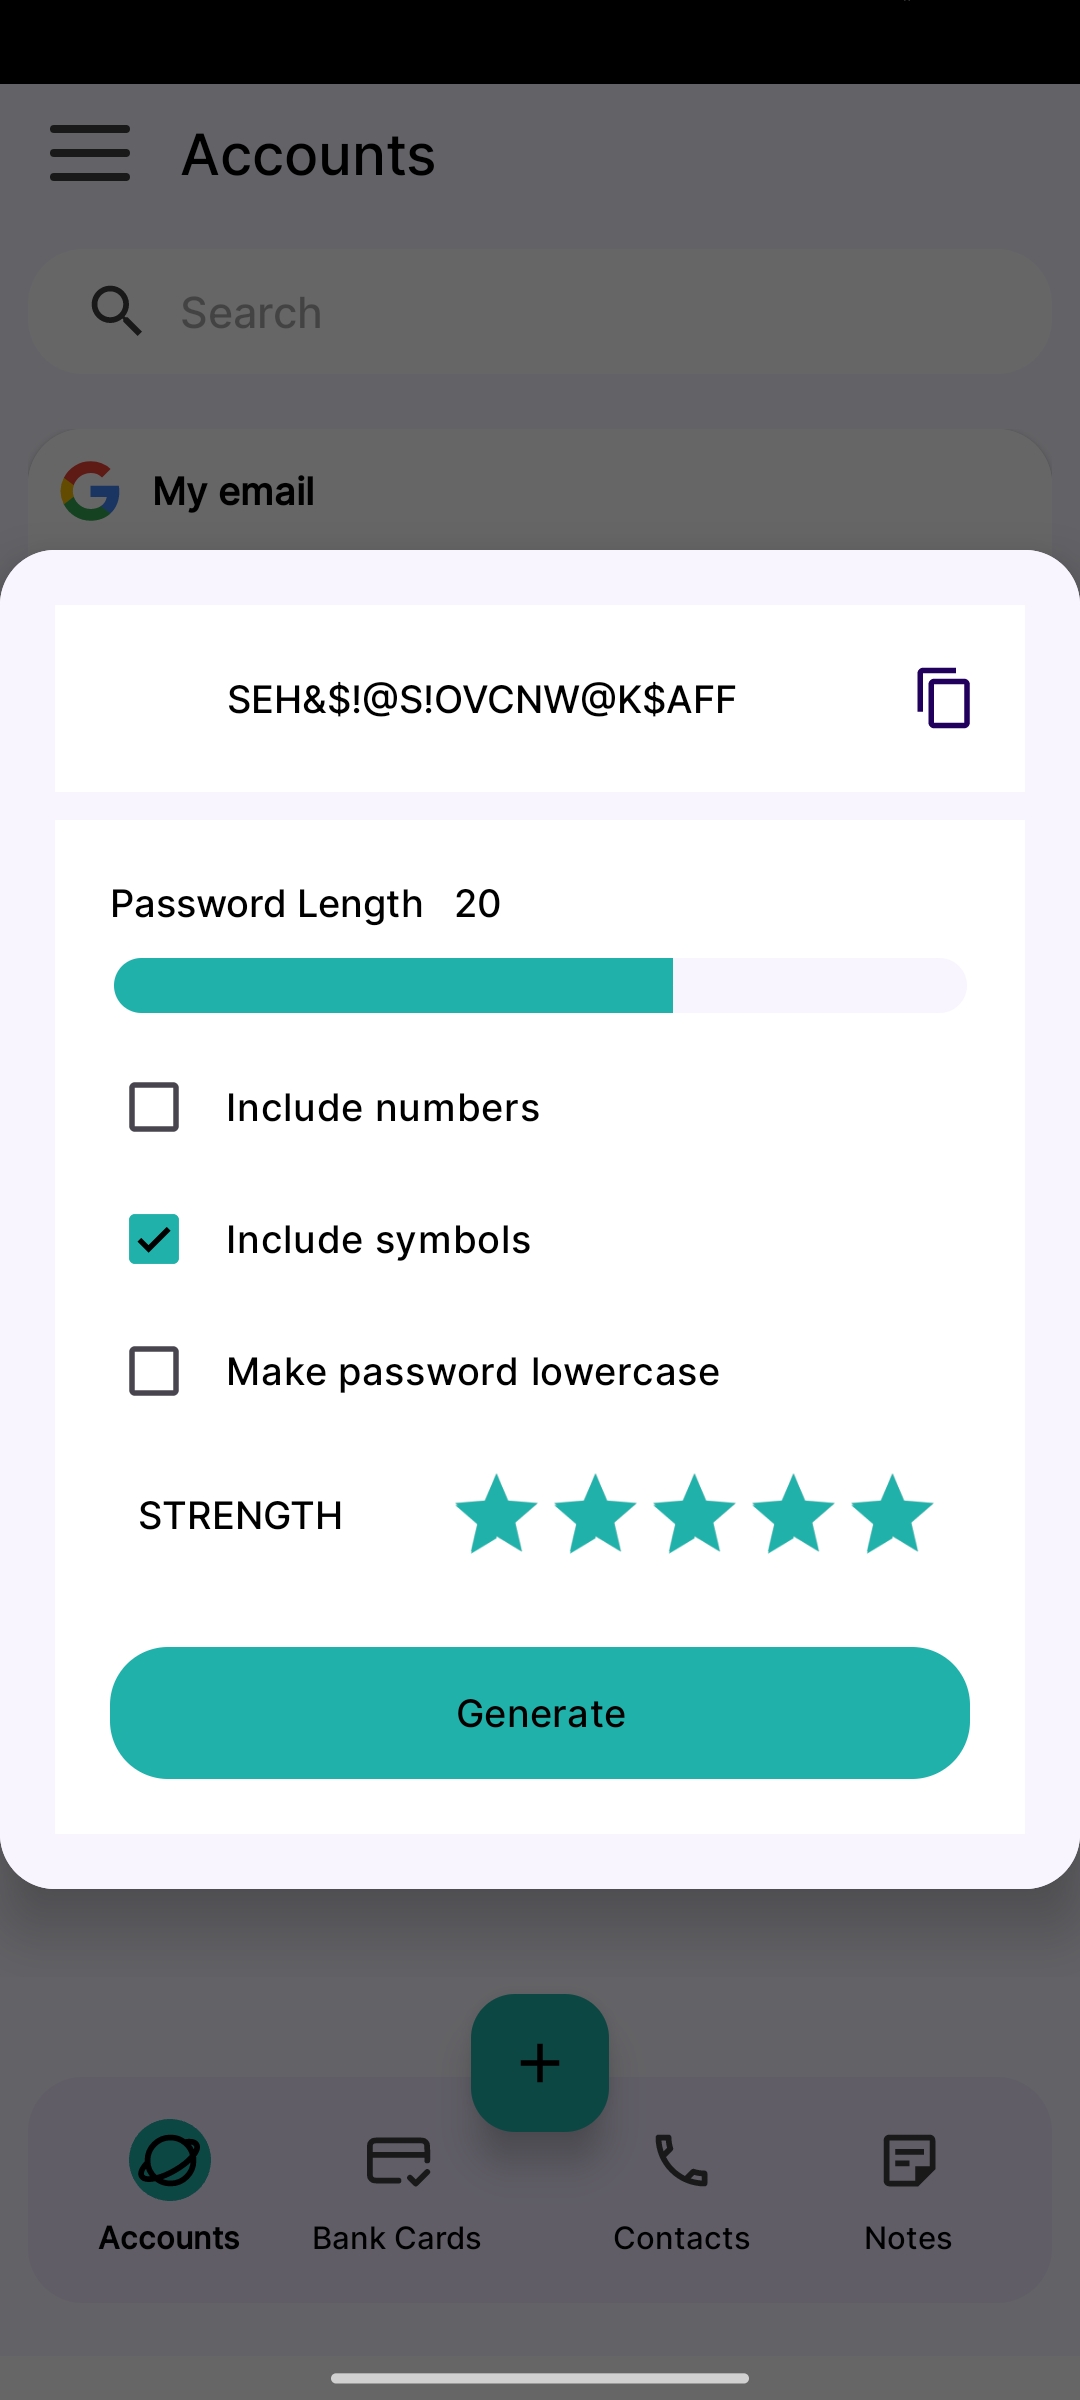 Accounts
Search
My email
SEH&$!@S!OVCNW@K$AFF
Password Length 20
Include numbers
Include symbols
Make password lowercase
STRENGTH
Generate
Accounts
Bank Cards
Contacts
Notes